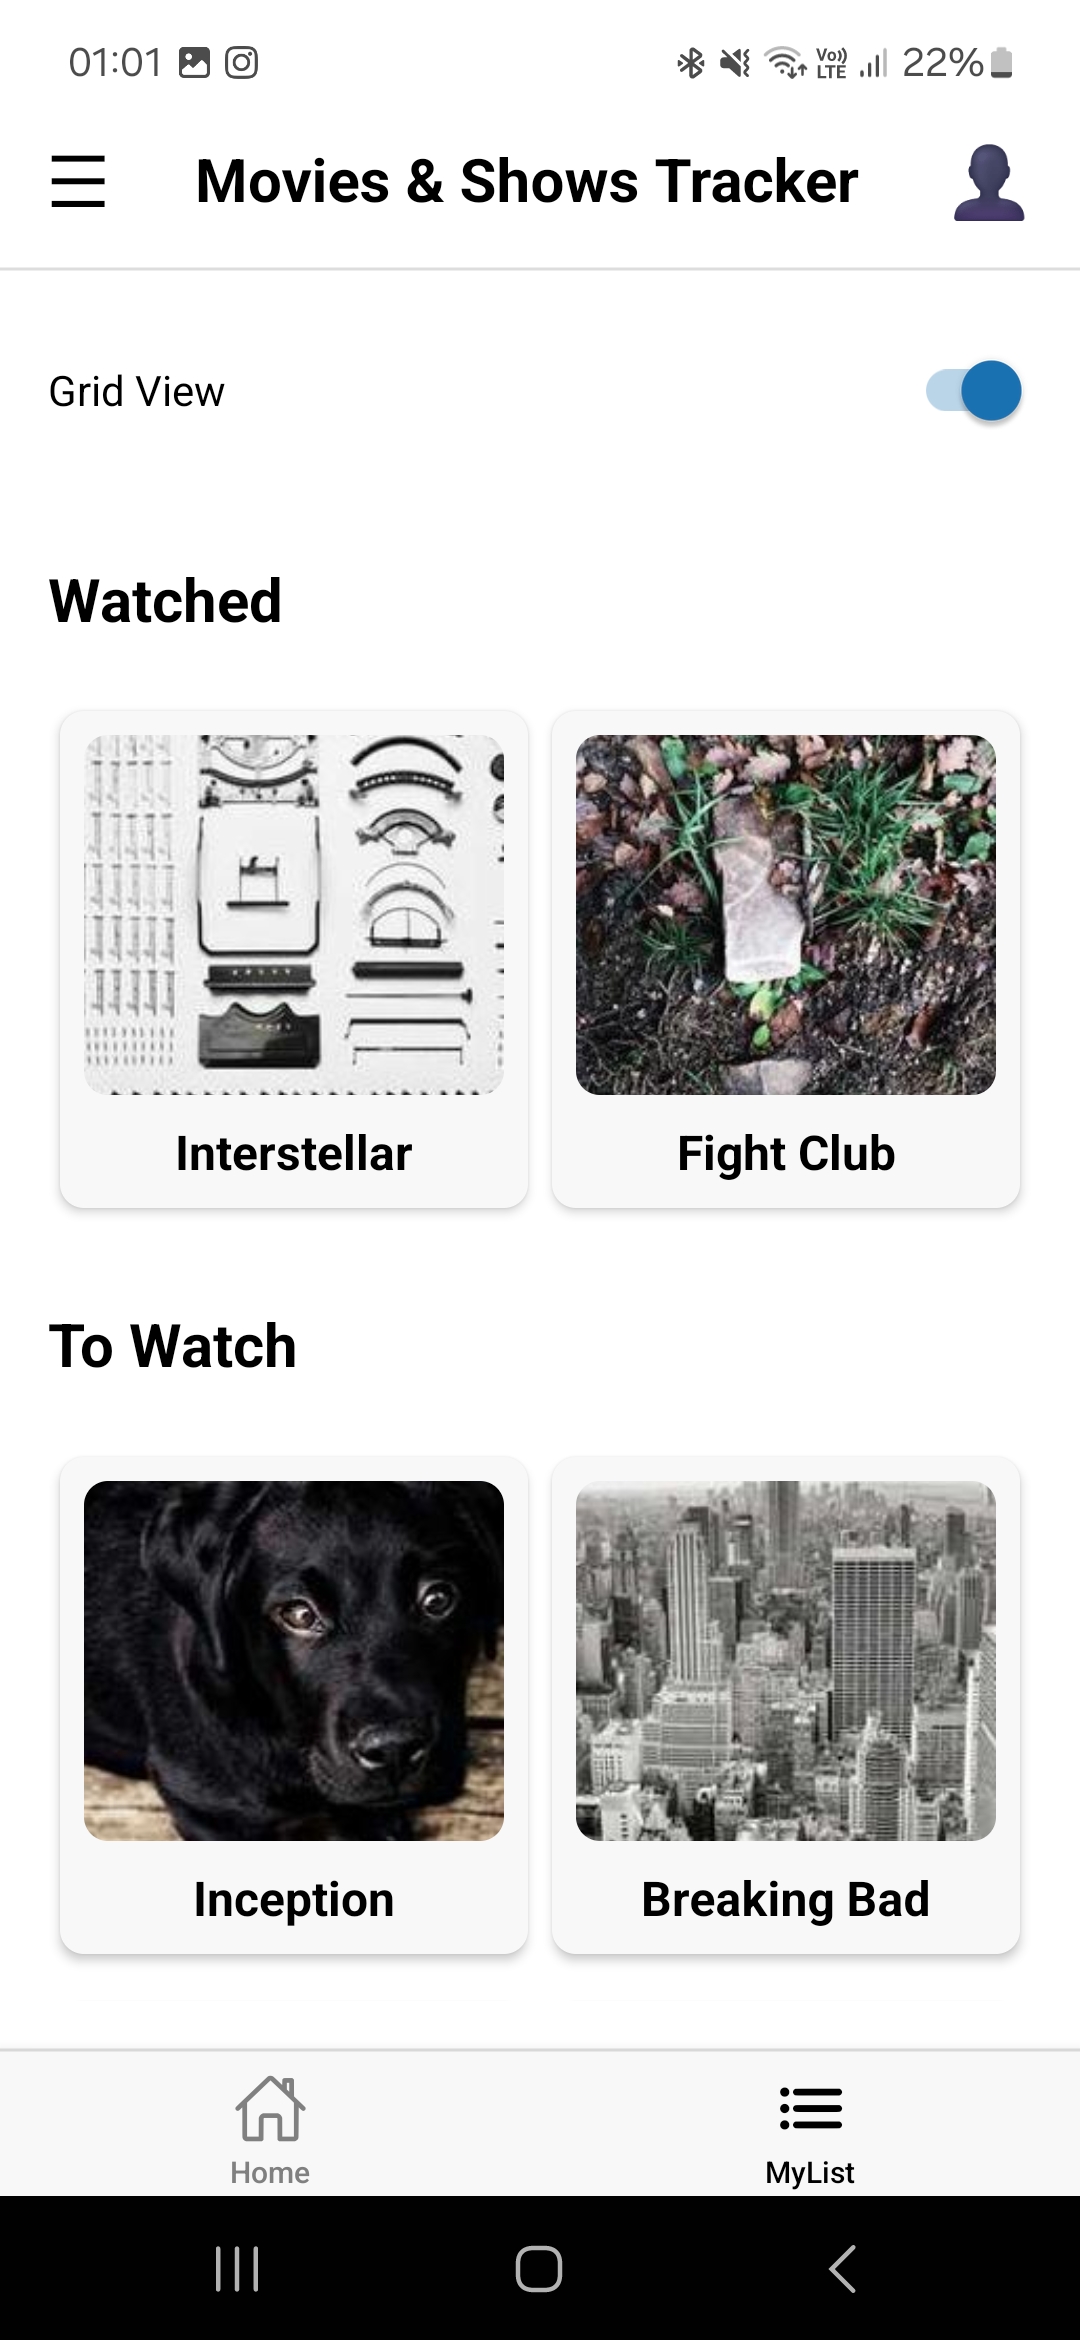 01:01
Vo)) LTE 22%
Movies & Shows Tracker
Grid View
Watched
Interstellar
Fight Club
To Watch
Inception
Breaking Bad
Home
MyList